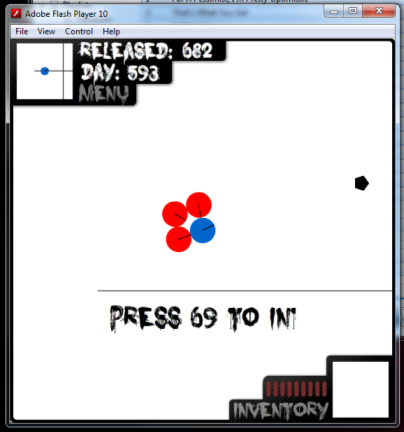 Adobe Flash Player 10
File View Control Help
RELEASED: 682
DAY: 593
MENU
PRESS 69 TO IN
INVENTORY